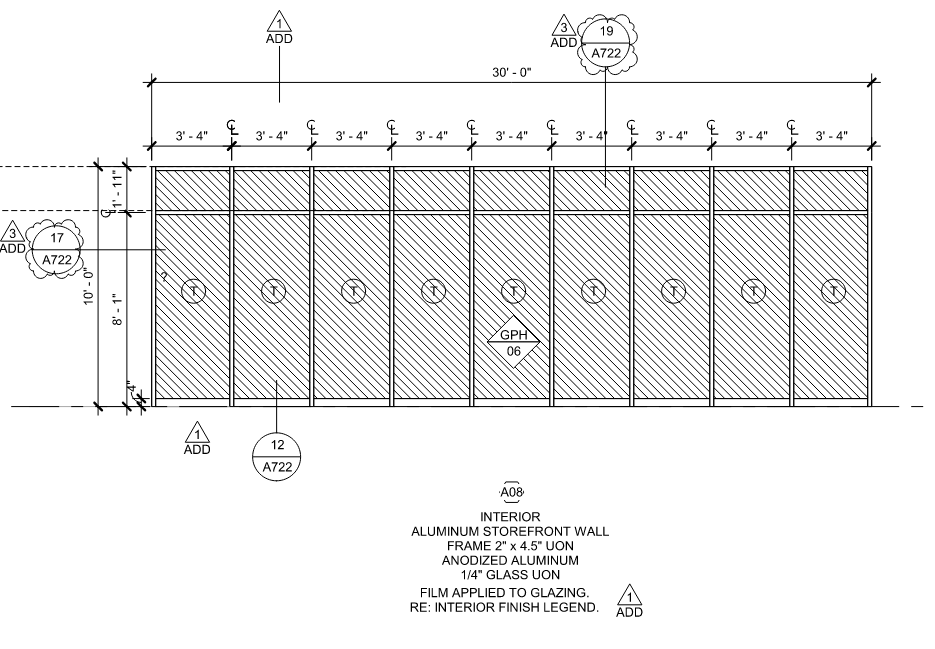 1
ADD
3
ADD
19
A722
30' - 0"
3' - 4" 3' - 4" 3' - 4" 3' - 4" 3' - 4" 3' - 4" 3' - 4" 3' - 4" 3' - 4"
1' - 11"
3
ADD
17
A722
10' - 0"
8' - 1"
4"
?
T T T T T T T T T
GPH
06
1
ADD
12
A722
A08
INTERIOR
ALUMINUM STOREFRONT WALL
FRAME 2" x 4.5" UON
ANODIZED ALUMINUM
1/4" GLASS UON
FILM APPLIED TO GLAZING.
RE: INTERIOR FINISH LEGEND.
1
ADD